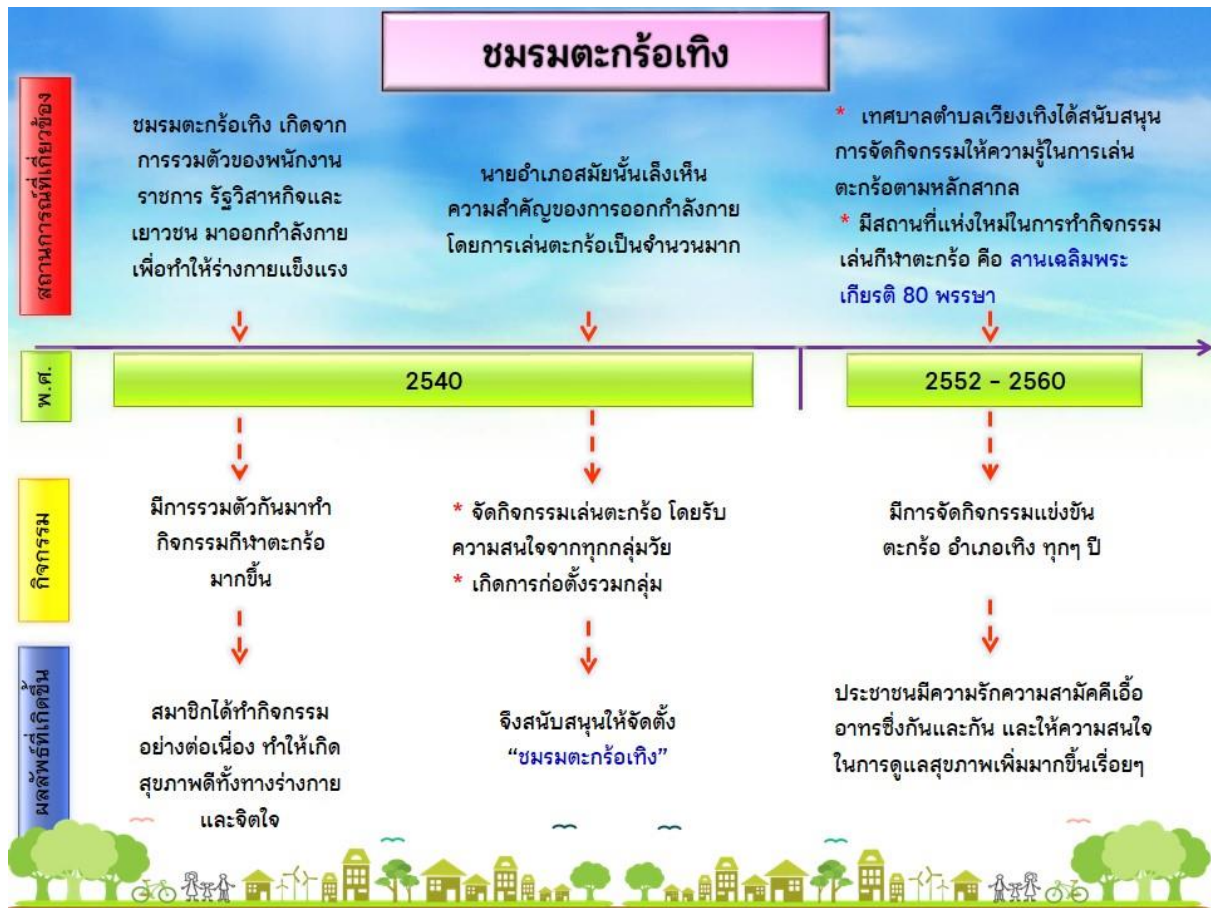 ชมรมตะกร้อเทิง
สถานการณ์ที่เกี่ยวข้อง
ชมรมตะกร้อเทิง เกิดจาก
การรวมตัวของพนักงาน
ราชการ รัฐวิสาหกิจและ
เยาวชน มาออกกำลังกาย
เพื่อทำให้ร่างกายแข็งแรง
นายอำเภอสมัยนั้นเล็งเห็น
ความสำคัญของการออกกำลังกาย
โดยการเล่นตะกร้อเป็นจำนวนมาก
* เทศบาลตำบลเวียงเทิงได้สนับสนุน
การจัดกิจกรรมให้ความรู้ในการเล่น
ตะกร้อตามหลักสากล
* มีสถานที่แห่งใหม่ในการทำกิจกรรม
เล่นกีฬาตะกร้อ คือ ลานเฉลิมพระ
เกียรติ 80 พรรษา
พ.ศ.
2540
2552 - 2560
กิจกรรม
มีการรวมตัวกันมาทำ
กิจกรรมกีฬาตะกร้อ
มากขึ้น
* จัดกิจกรรมเล่นตะกร้อ โดยรับ
ความสนใจจากทุกกลุ่มวัย
* เกิดการก่อตั้งรวมกลุ่ม
มีการจัดกิจกรรมแข่งขัน
ตะกร้อ อำเภอเทิง ทุกๆ ปี
ผลลัพธ์ที่เกิดขึ้น
สมาชิกได้ทำกิจกรรม
อย่างต่อเนื่อง ทำให้เกิด
สุขภาพดีทั้งทางร่างกาย
และจิตใจ
จึงสนับสนุนให้จัดตั้ง
“ชมรมตะกร้อเทิง”
ประชาชนมีความรักความสามัคคีเอื้อ
อาทรซึ่งกันและกัน และให้ความสนใจ
ในการดูแลสุขภาพเพิ่มมากขึ้นเรื่อยๆ